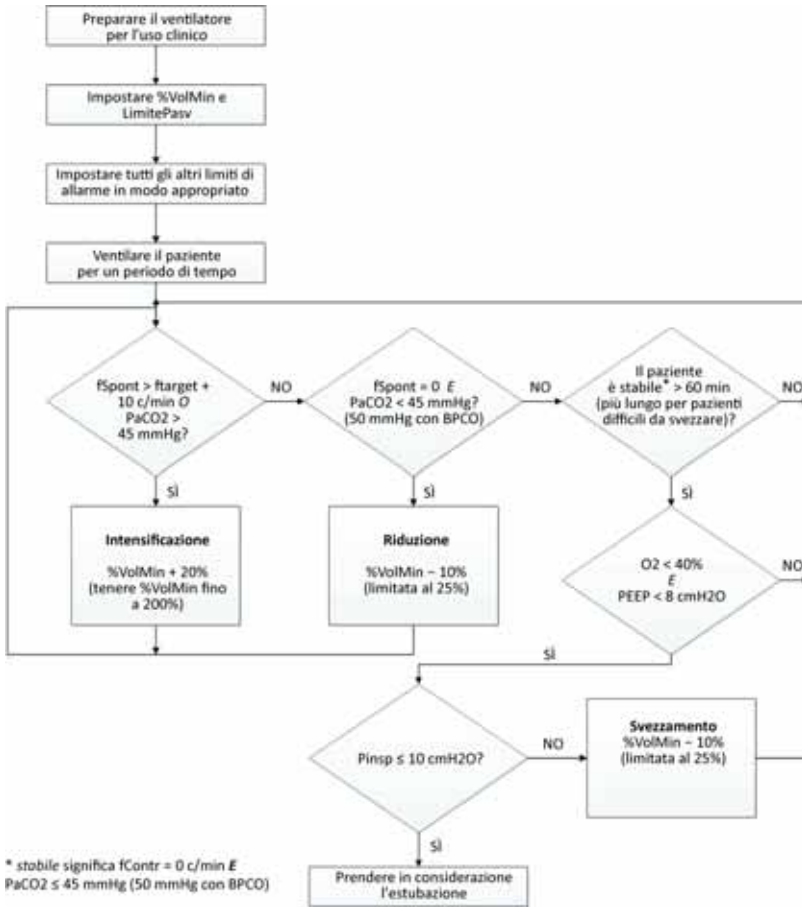 Preparare il ventilatore
per l'uso clinico
Impostare %VolMin e
LimitePasv
Impostare tutti gli altri limiti di
allarme in modo appropriato
Ventilare il paziente
per un periodo di tempo
fSpont > ftarget +
10 c/min O
PaCO2 >
45 mmHg?
NO
fSpont = 0 E
PaCO2 < 45 mmHg?
(50 mmHg con BPCO)
NO
Il paziente
è stabile* > 60 min
(più lungo per pazienti
difficili da svezzare)?
NO
SÌ
SÌ
SÌ
Intensificazione
%VolMin + 20%
(tenere %VolMin fino
a 200%)
Riduzione
%VolMin − 10%
(limitata al 25%)
O2 < 40%
E
PEEP < 8 cmH2O
NO
SÌ
Pinsp ≤ 10 cmH2O?
NO
Svezzamento
%VolMin − 10%
(limitata al 25%)
SÌ
Prendere in considerazione
l'estubazione
* stabile significa fContr = 0 c/min E
PaCO2 ≤ 45 mmHg (50 mmHg con BPCO)